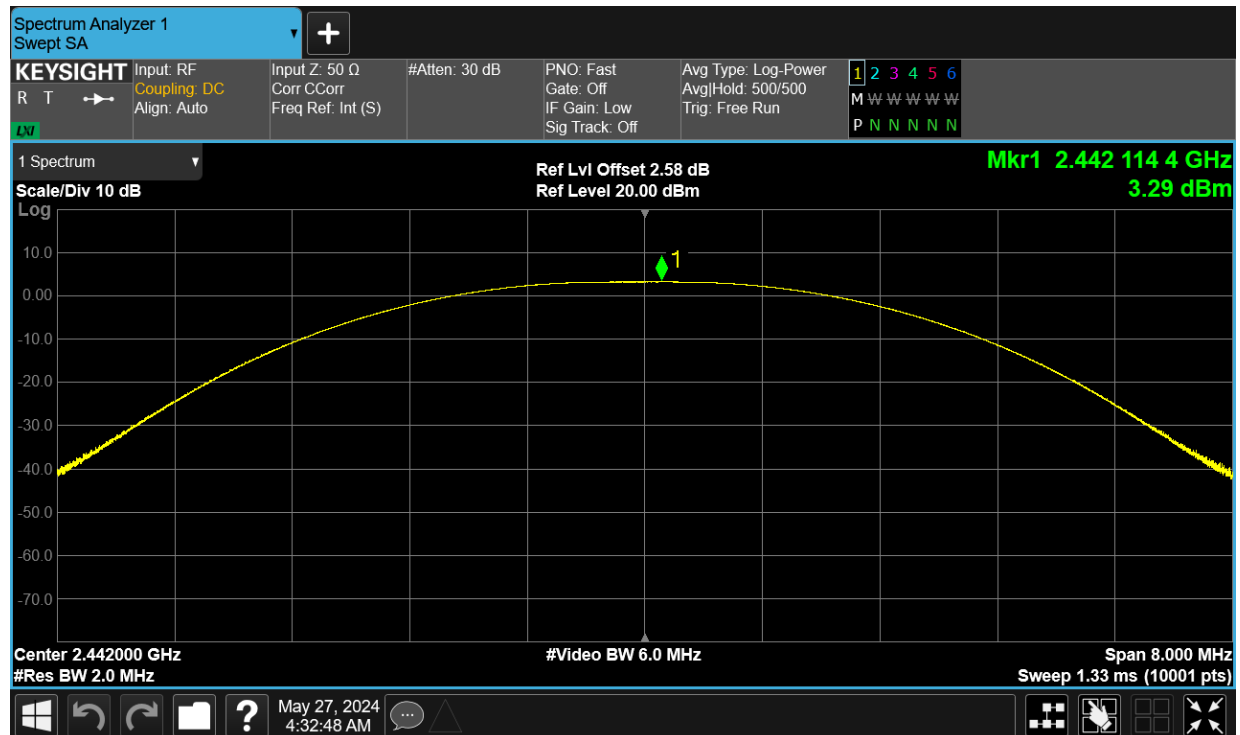 Spectrum Analyzer 1
Swept SA
KEYSIGHT
R T
LXI
Input: RF
Coupling: DC
Align: Auto
Input Z: 50 Ω
Corr CCorr
Freq Ref: Int (S)
#Atten: 30 dB
PNO: Fast
Gate: Off
IF Gain: Low
Sig Track: Off
Avg Type: Log-Power
Avg|Hold: 500/500
Trig: Free Run
1 2 3 4 5 6
M W W W W W
P N N N N N
1 Spectrum
Scale/Div 10 dB
Log
Ref Lvl Offset 2.58 dB
Ref Level 20.00 dBm
Mkr1 2.442 114 4 GHz
3.29 dBm
1
10.0
0.00
-10.0
-20.0
-30.0
-40.0
-50.0
-60.0
-70.0
Center 2.442000 GHz
#Res BW 2.0 MHz
#Video BW 6.0 MHz
Span 8.000 MHz
Sweep 1.33 ms (10001 pts)
?
May 27, 2024
4:32:48 AM